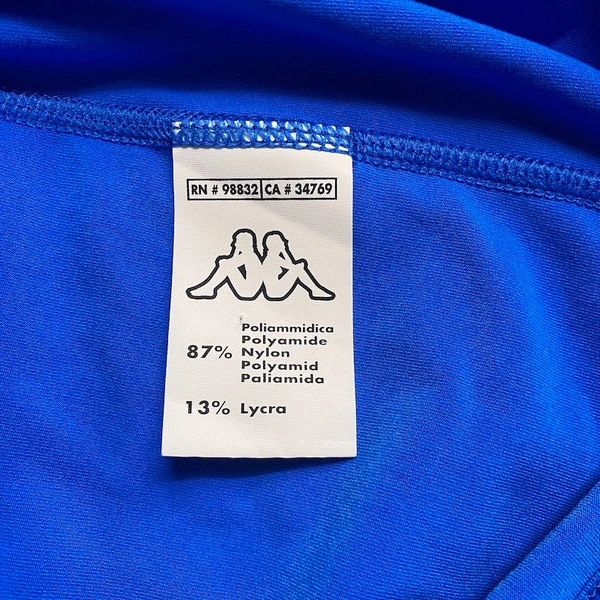 RN # 98832 CA # 34769
Poliammidica
Polyamide
87% Nylon
Polyamid
Paliamida
13% Lycra